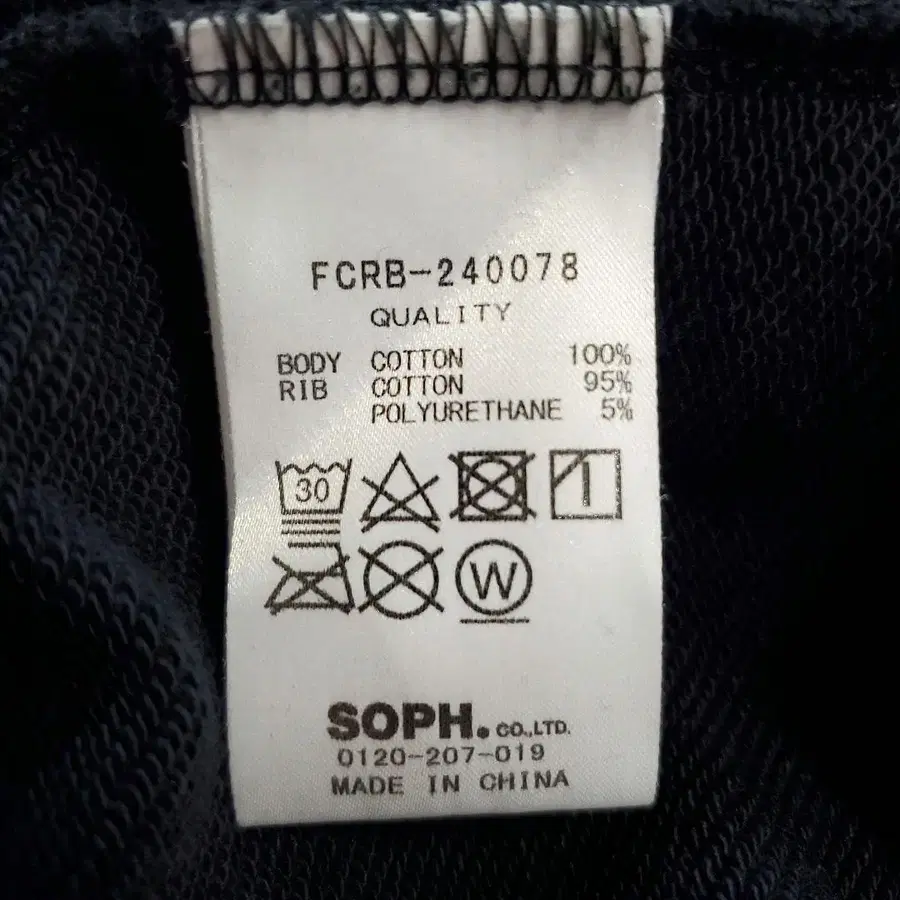 FCRB-240078
QUALITY
BODY COTTON 100%
RIB COTTON 95%
POLYURETHANE 5%
30
W
SOPH. CO.,LTD.
0120-207-019
MADE IN CHINA